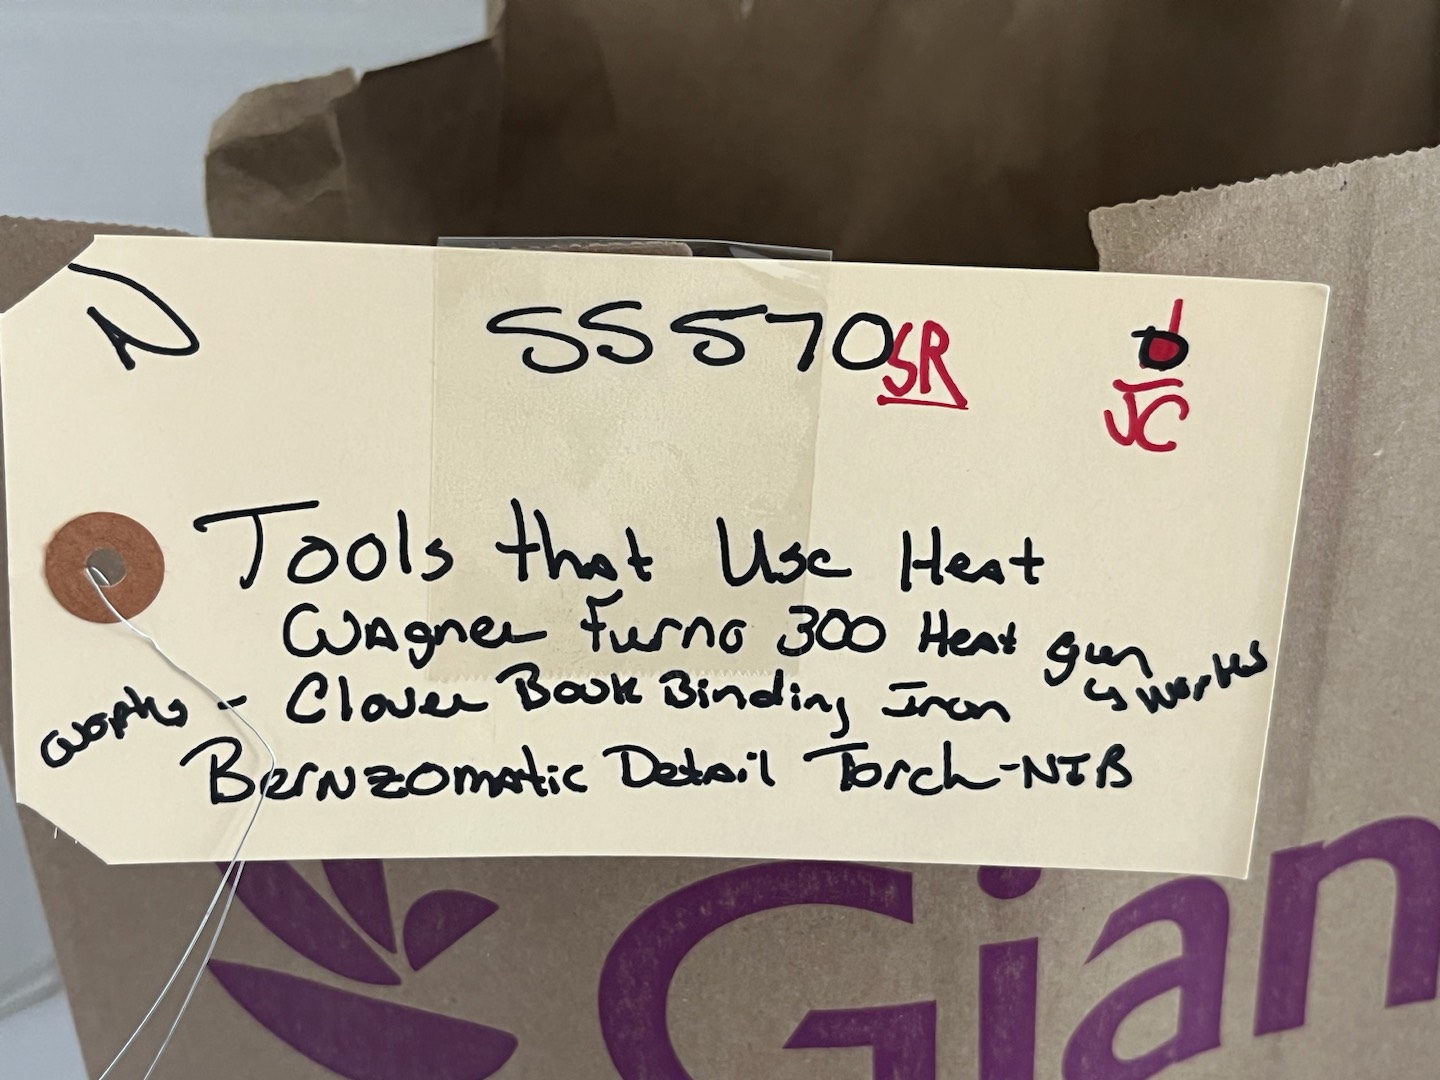 N SS570 SR
JC
Tools that Use Heat
Wagner Furno 300 Heat gun
↳ works
works - Clover Book Binding Iron
Bernzomatic Detail Torch-NIB
Gian